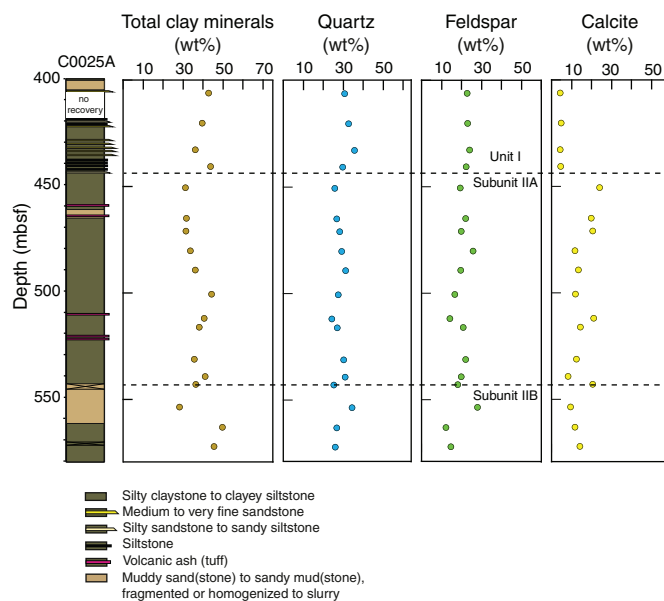 Total clay minerals
(wt%)
Quartz
(wt%)
Feldspar
(wt%)
Calcite
(wt%)
C0025A
10 30 50 70
10 30 50
10 30 50
10 30 50
400
450
500
550
Depth (mbsf)
no
recovery
Unit I
Subunit IIA
Subunit IIB
Silty claystone to clayey siltstone
Medium to very fine sandstone
Silty sandstone to sandy siltstone
Siltstone
Volcanic ash (tuff)
Muddy sand(stone) to sandy mud(stone),
fragmented or homogenized to slurry